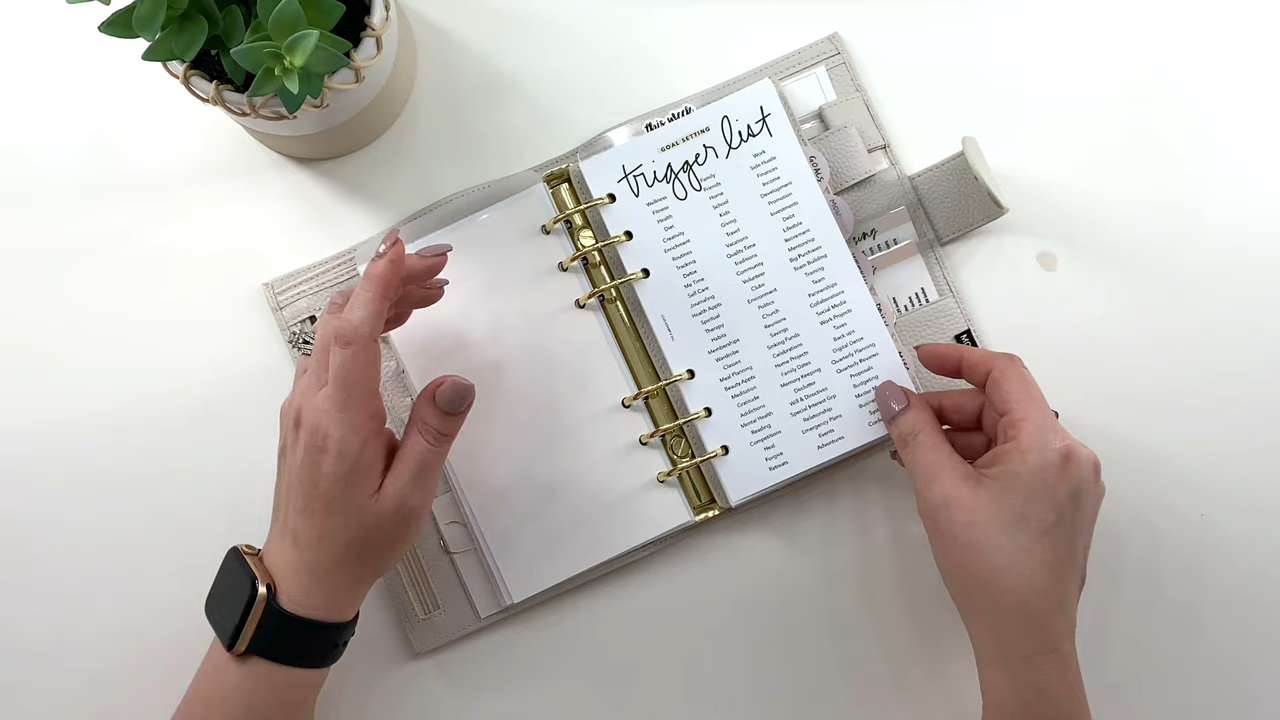 this week
GOAL SETTING
trigger list
Wellness
Fitness
Health
Diet
Creativity
Enrichment
Routines
Tracking
Detox
Me Time
Self Care
Journaling
Health Appts
Spiritual
Therapy
Habits
Memberships
Wardrobe
Classes
Meal Planning
Beauty Appts
Meditation
Gratitude
Addictions
Mental Health
Reading
Competitions
Heal
Forgive
Retreats
Family
Friends
Home
School
Kids
Giving
Travel
Vacations
Quality Time
Traditions
Community
Volunteer
Clubs
Environment
Politics
Church
Reunions
Savings
Sinking Funds
Celebrations
Home Projects
Family Dates
Memory Keeping
Declutter
Will & Directives
Special Interest Grp
Relationship
Emergency Plans
Events
Adventures
Work
Side Hustle
Finances
Income
Development
Promotion
Investments
Debt
Lifestyle
Retirement
Mentorship
Big Purchases
Team Building
Training
Team
Partnerships
Collaborations
Social Media
Work Projects
Taxes
Back ups
Digital Detox
Quarterly Planning
Quarterly Reviews
Proposals
Budgeting
GOALS